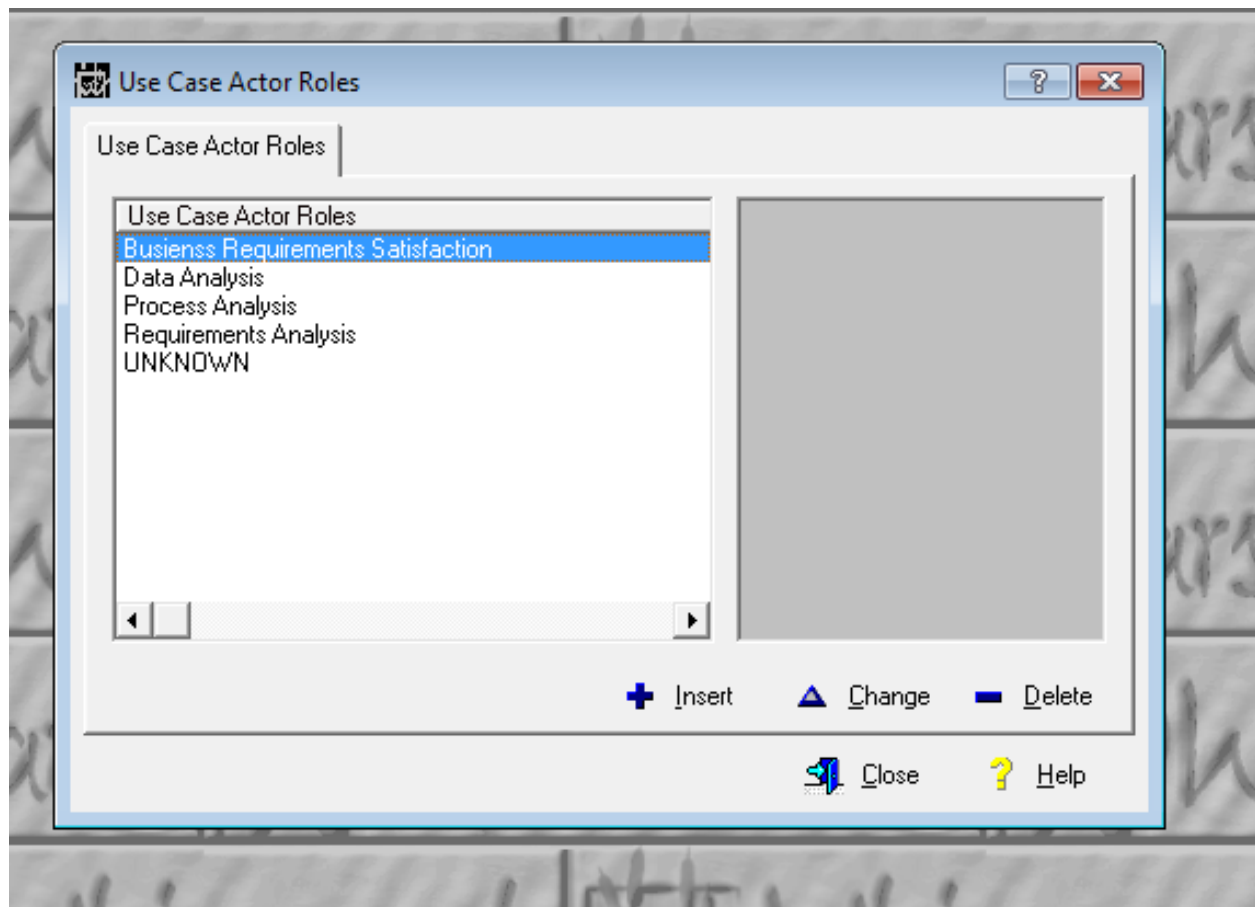 Use Case Actor Roles
Use Case Actor Roles
Use Case Actor Roles
Busienss Requirements Satisfaction
Data Analysis
Process Analysis
Requirements Analysis
UNKNOWN
Insert Change Delete
Close Help